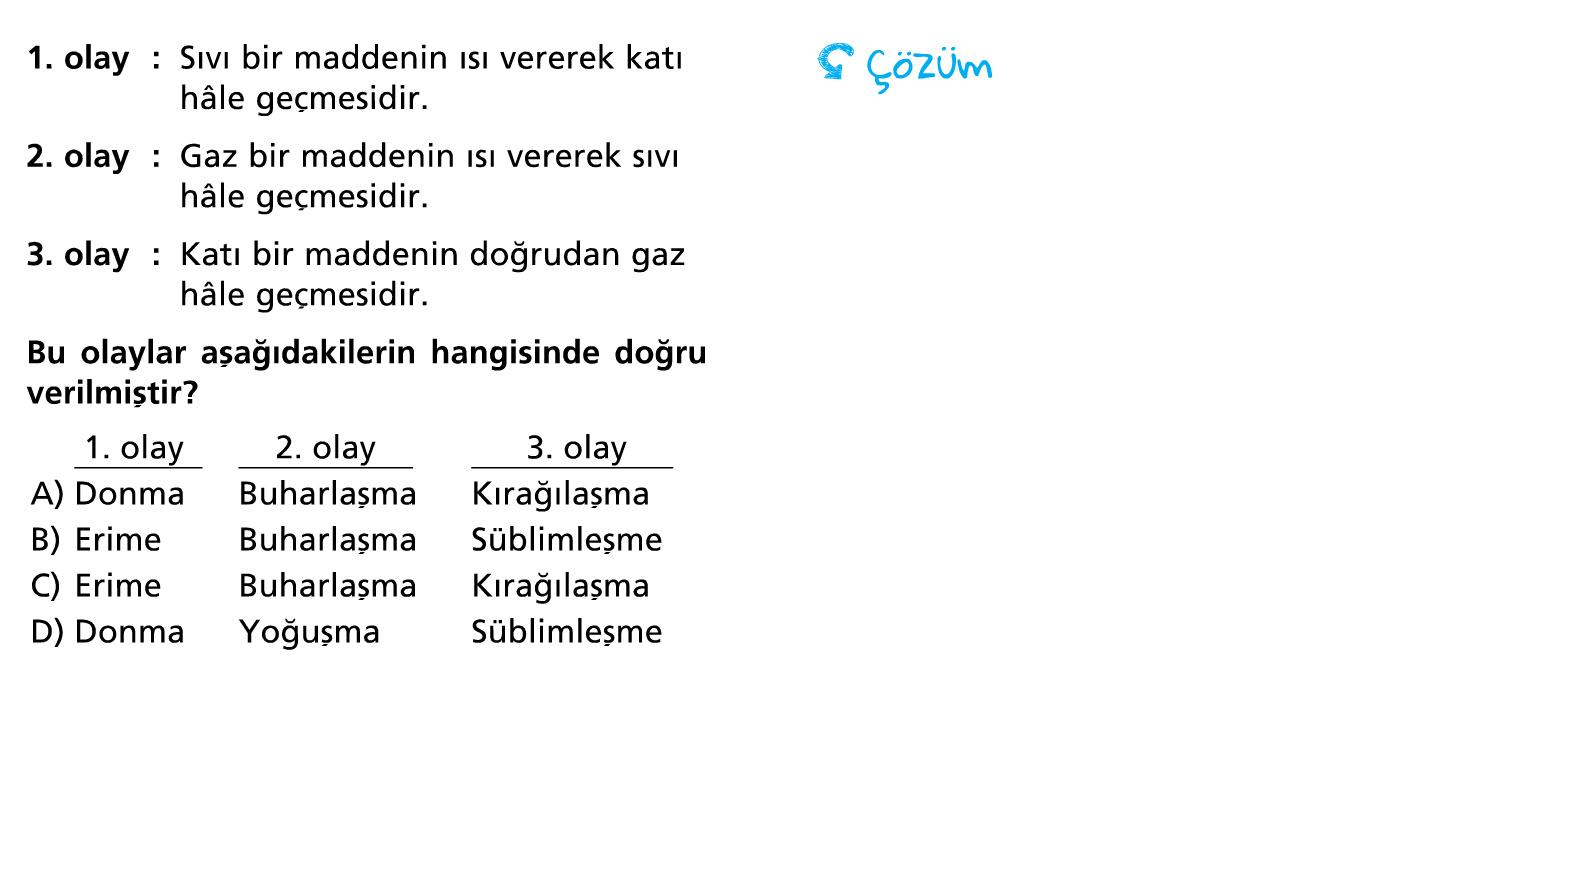 1. olay : Sıvı bir maddenin ısı vererek katı
hâle geçmesidir.
2. olay : Gaz bir maddenin ısı vererek sıvı
hâle geçmesidir.
3. olay : Katı bir maddenin doğrudan gaz
hâle geçmesidir.
Bu olaylar aşağıdakilerin hangisinde doğru
verilmiştir?
1. olay 2. olay 3. olay
A) Donma Buharlaşma Kırağılaşma
B) Erime Buharlaşma Süblimleşme
C) Erime Buharlaşma Kırağılaşma
D) Donma Yoğuşma Süblimleşme
Çözüm